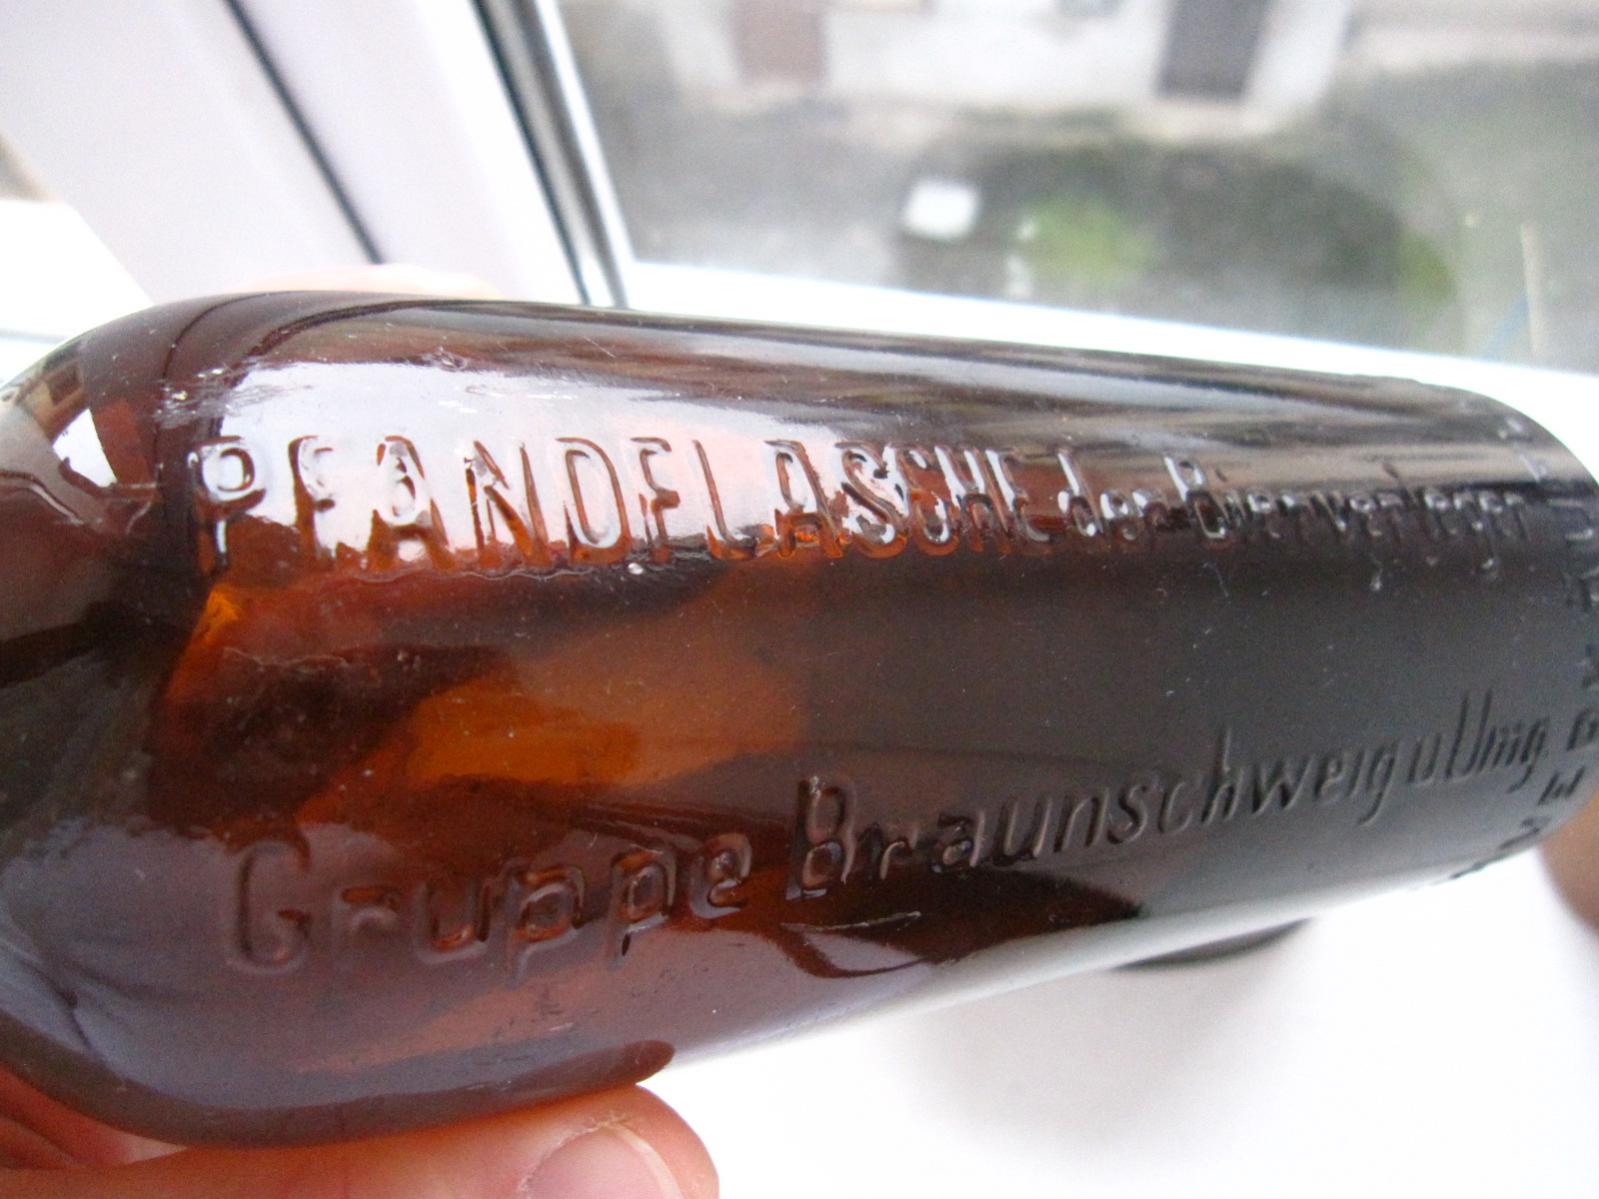 PFANDFLASCHE der Bierverleger
Gruppe Braunschweig u Umg